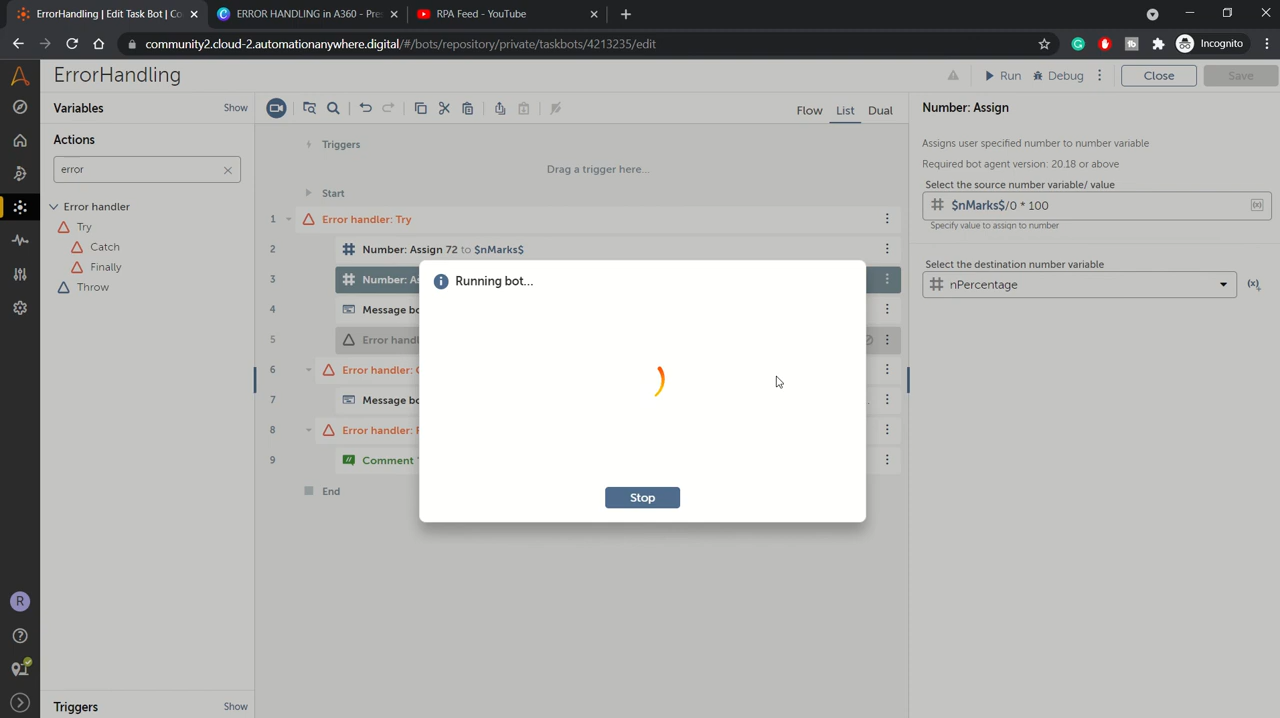 ErrorHandling | Edit Task Bot | Co
ERROR HANDLING in A360 - Pre
RPA Feed - YouTube
community2.cloud-2.automationanywhere.digital/#/bots/repository/private/taskbots/4213235/edit
Incognito
ErrorHandling
Run
Debug
Close
Save
Variables
Show
Flow
List
Dual
Number: Assign
Actions
Triggers
Assigns user specified number to number variable
Required bot agent version: 20.18 or above
error
Drag a trigger here...
Select the source number variable/ value
Start
$nMarks$/0 * 100
Specify value to assign to number
Error handler
1
Error handler: Try
Try
Catch
2
Number: Assign 72 to $nMarks$
Finally
Select the destination number variable
Throw
3
Number: As
nPercentage
Running bot...
4
Message bo
5
Error handl
6
Error handler: C
7
Message bo
8
Error handler: F
9
Comment "
End
Stop
R
Triggers
Show